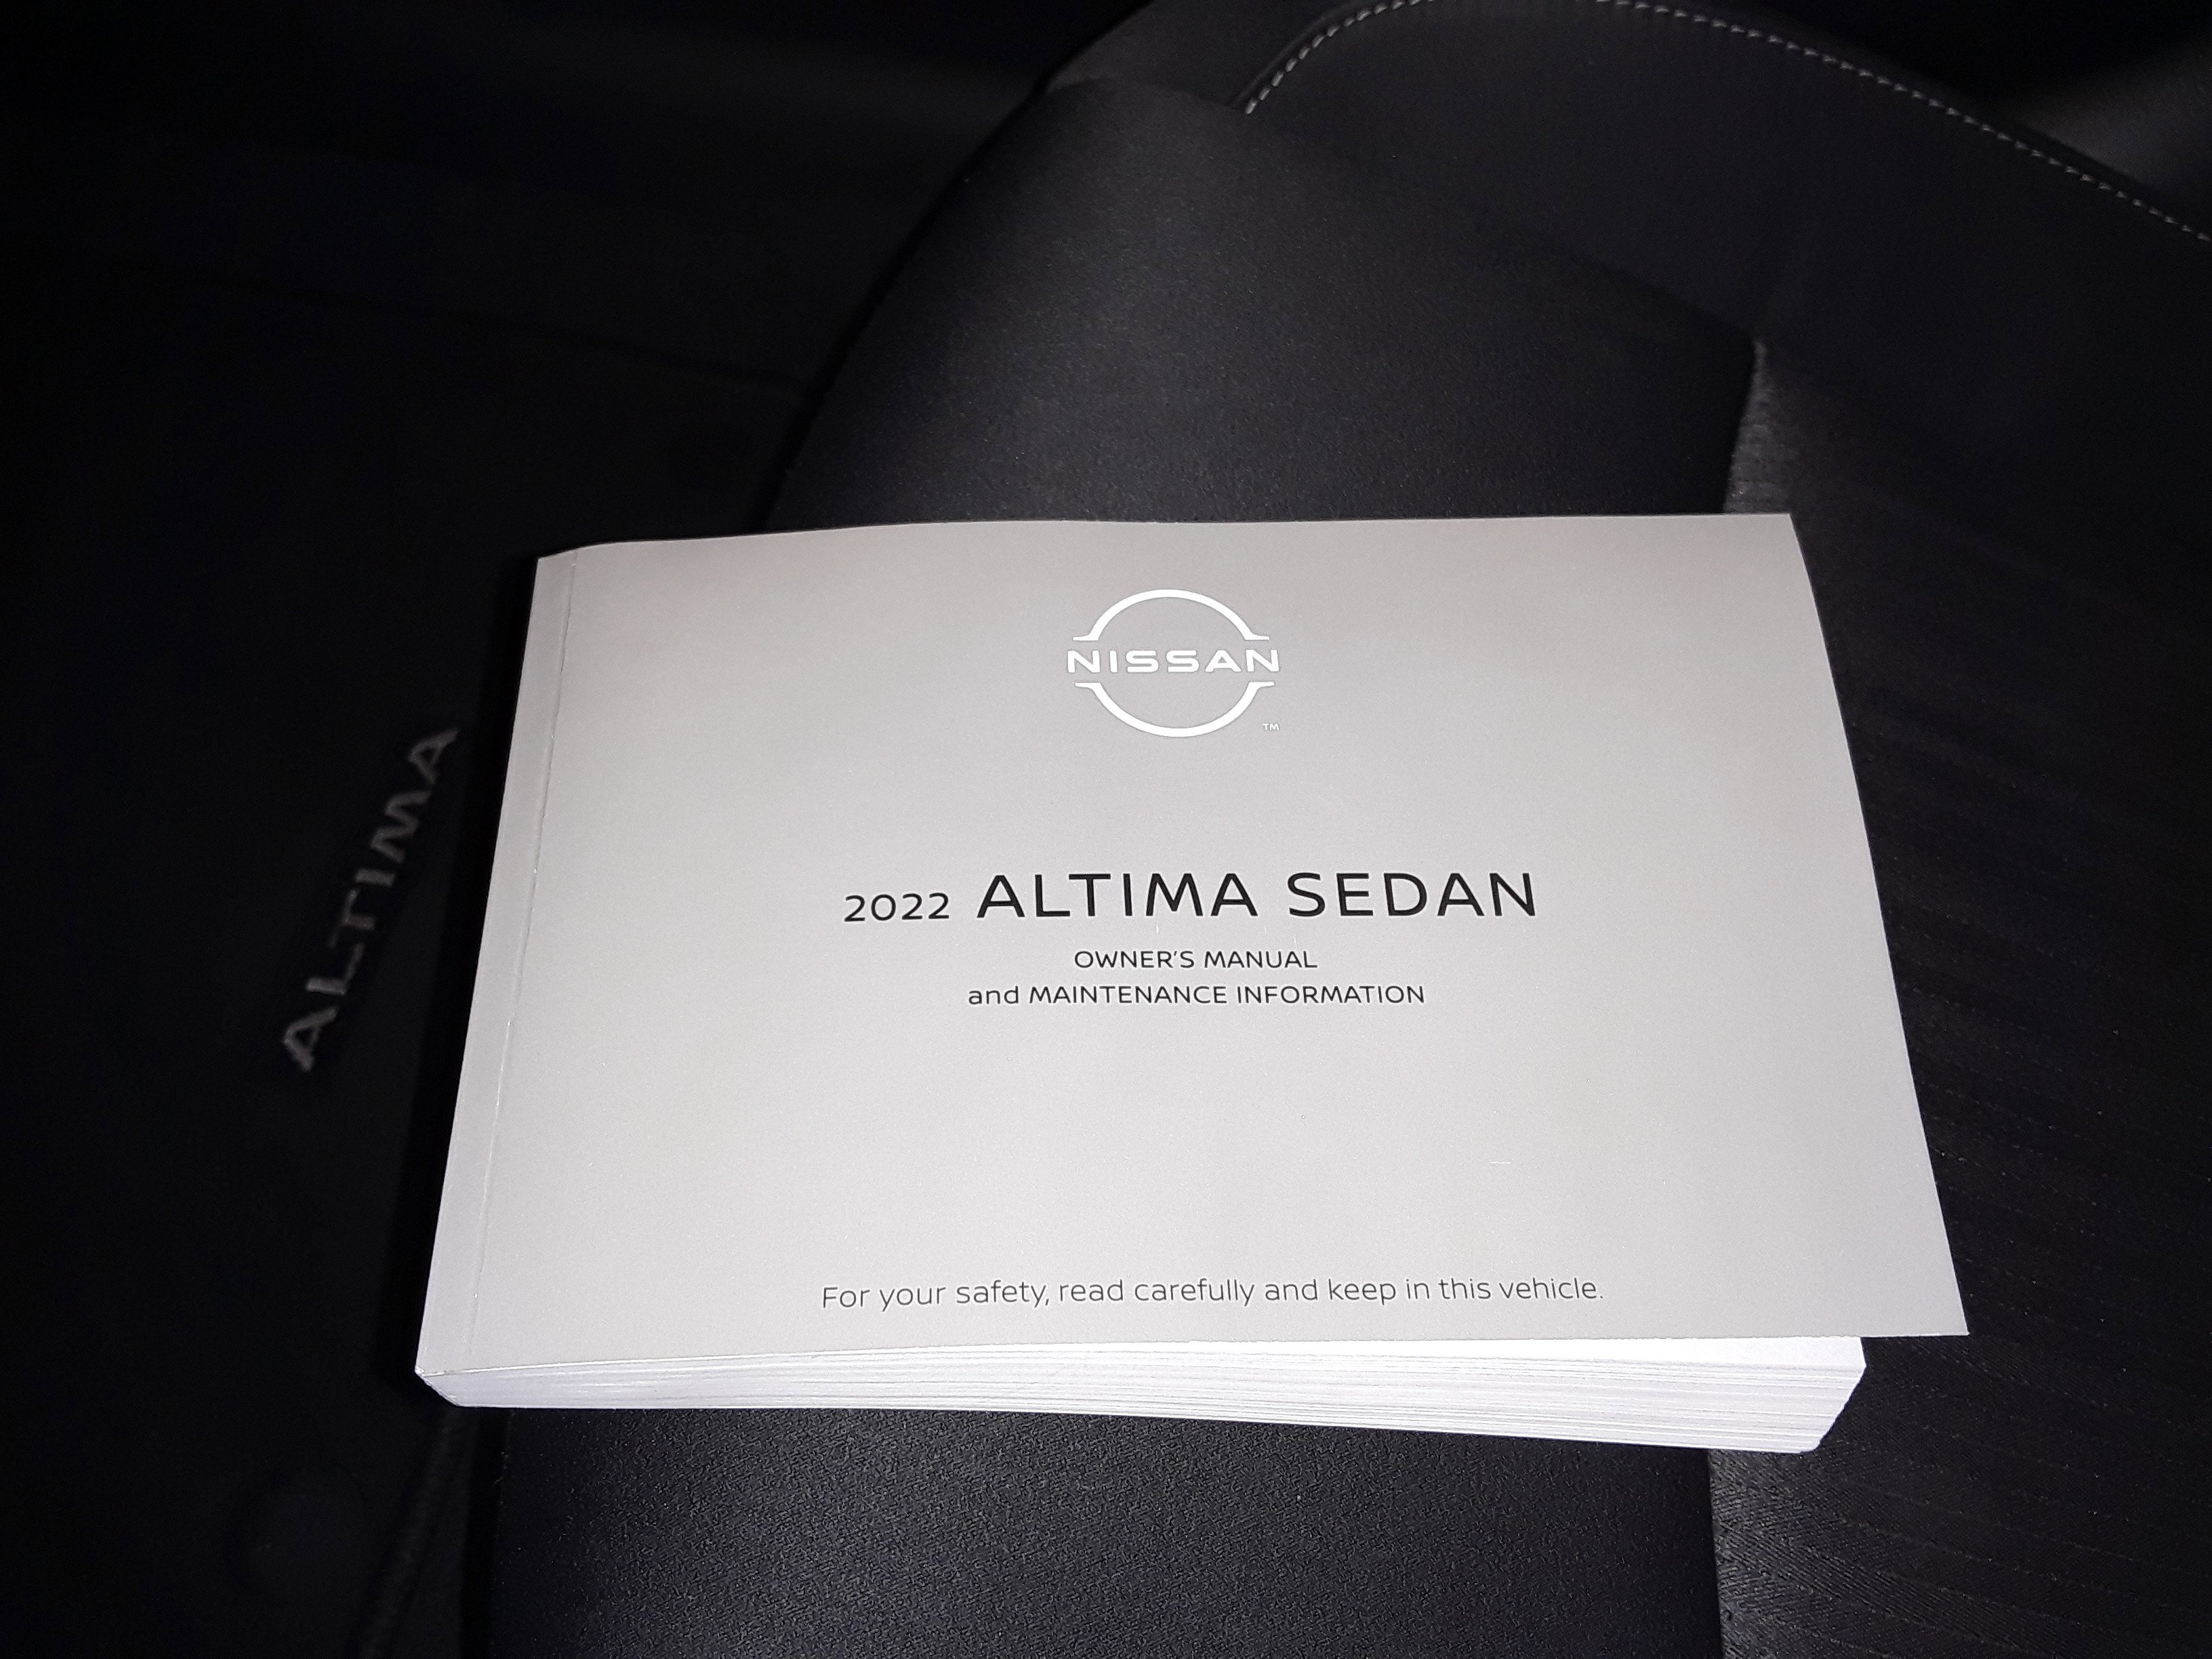 NISSAN
TM
2022 ALTIMA SEDAN
OWNER'S MANUAL
and MAINTENANCE INFORMATION
For your safety, read carefully and keep in this vehicle.
ALTIMA